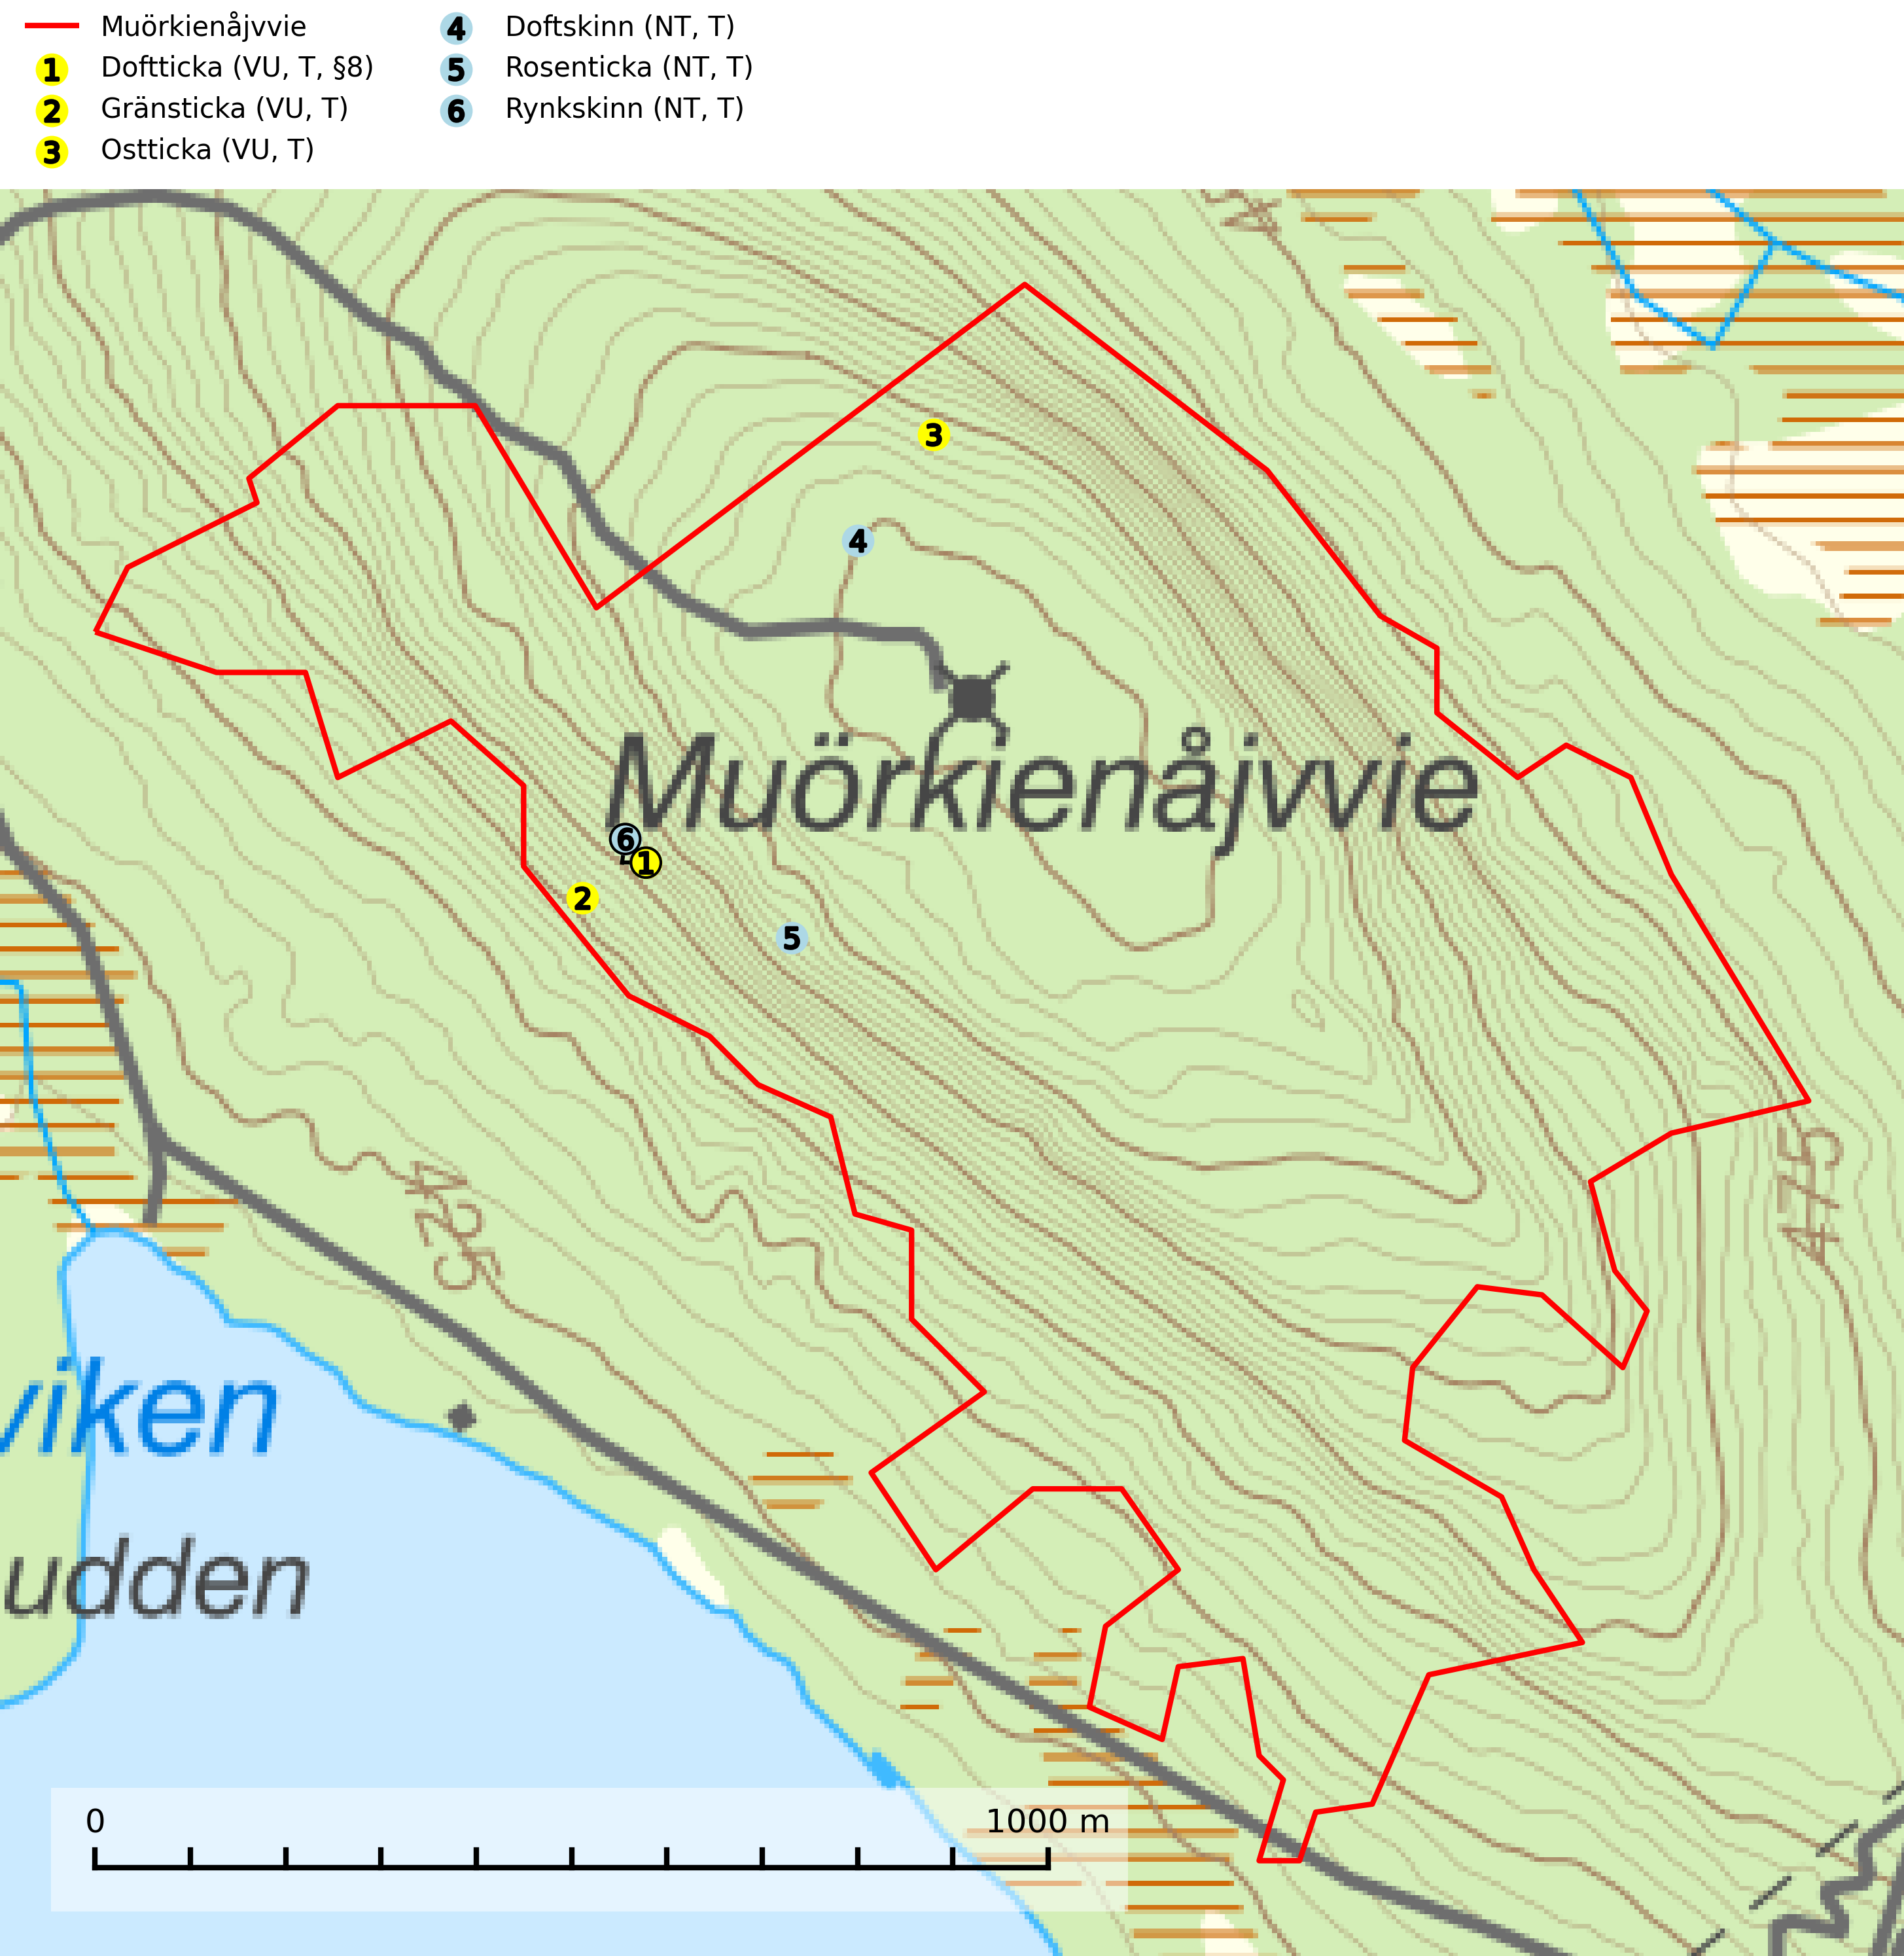 Muörkienåjvvie
1 Doftticka (VU, T, §8)
2 Gränsticka (VU, T)
3 Ostticka (VU, T)
4 Doftskinn (NT, T)
5 Rosenticka (NT, T)
6 Rynkskinn (NT, T)
3
4
Muörkienåjvvie
6
1
2
5
425
454
viken
udden
0 1000 m